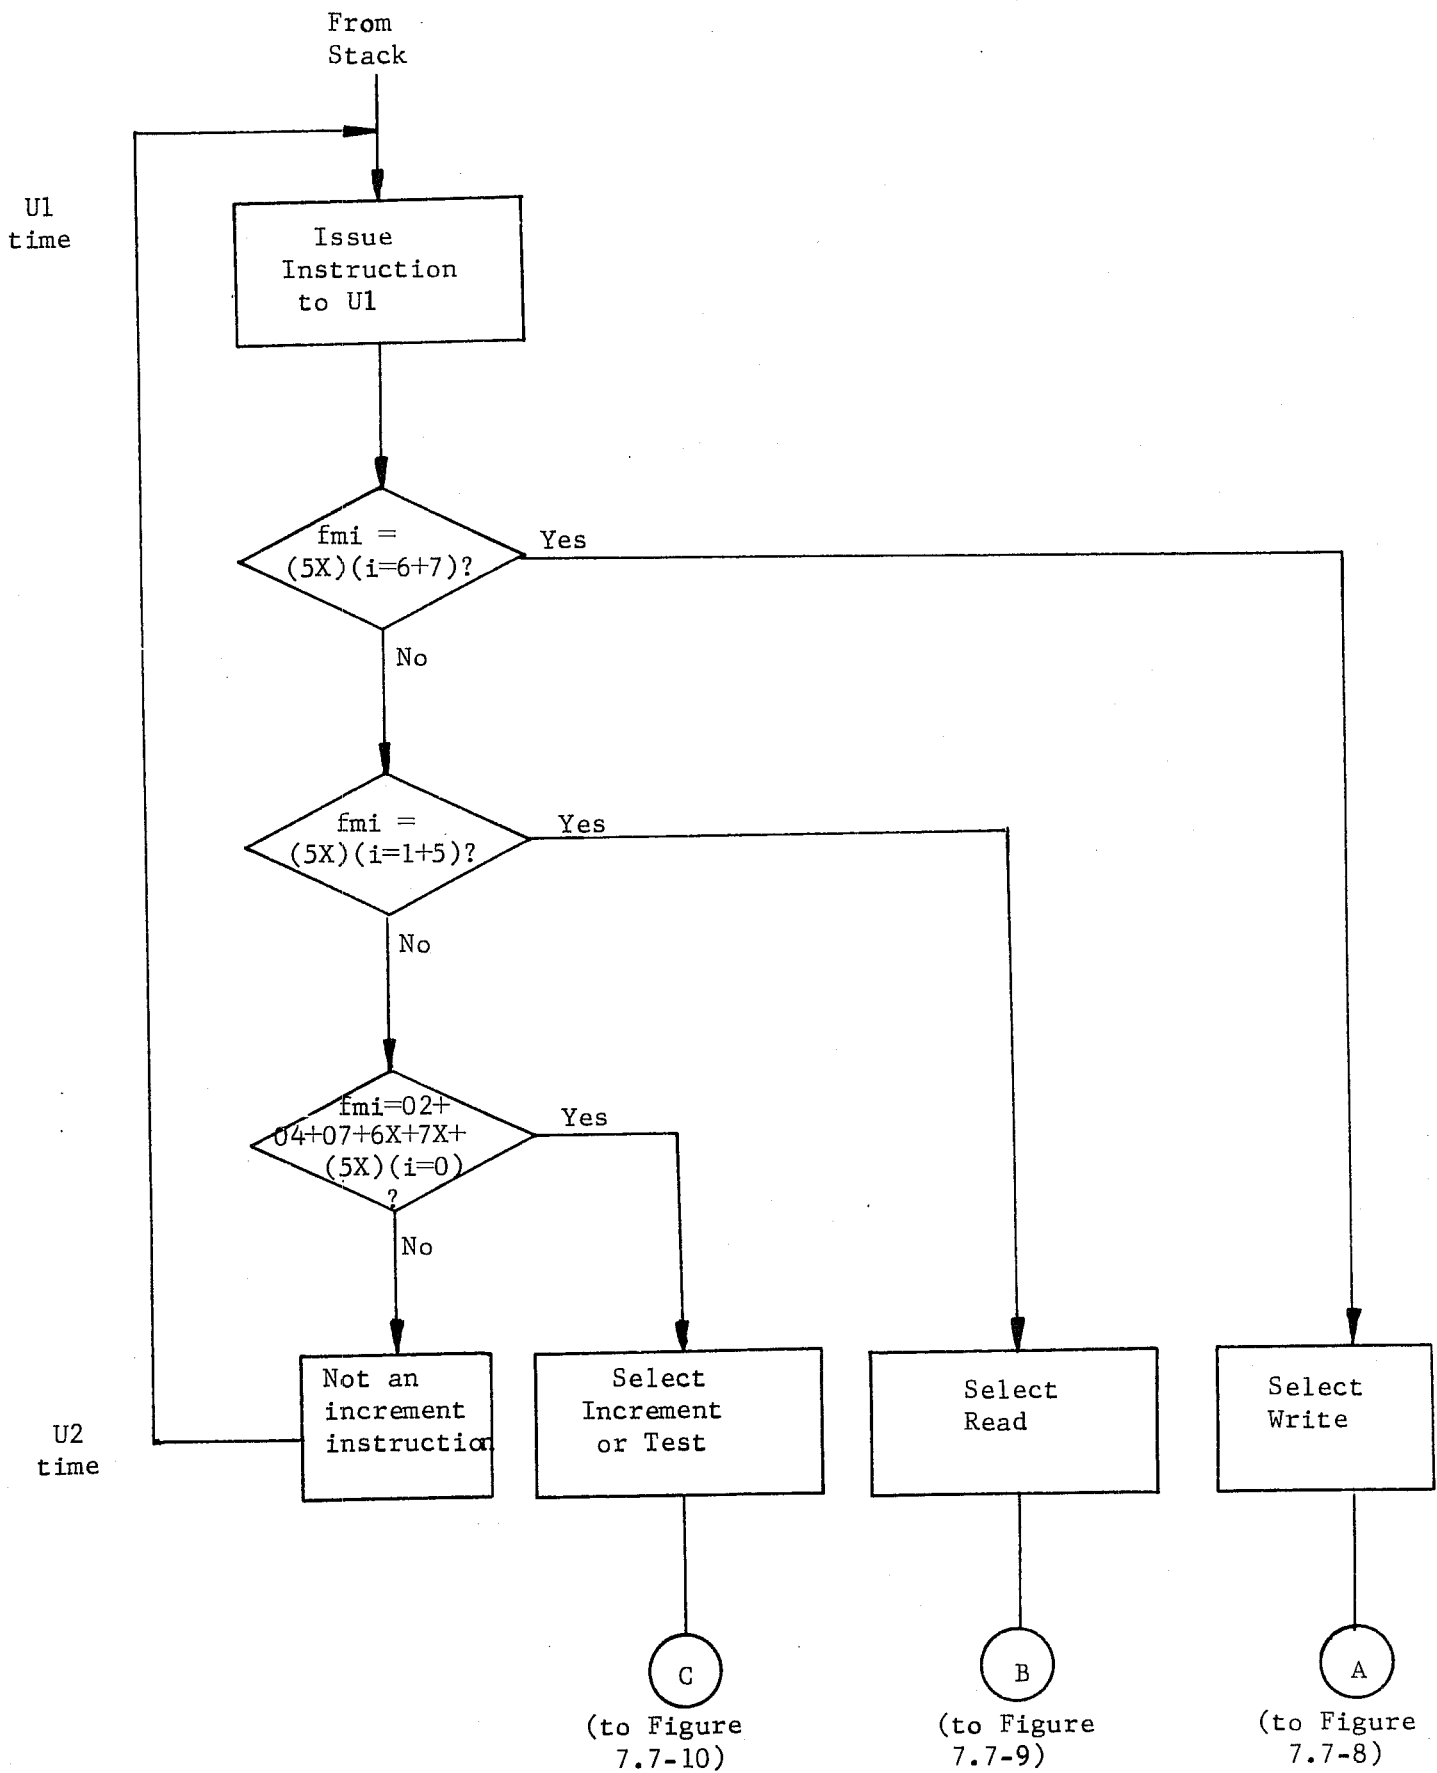 From
Stack
U1
time
Issue
Instruction
to U1
fmi =
(5X)(i=6+7)?
Yes
No
fmi =
(5X)(i=1+5)?
Yes
No
fmi=02+
04+07+6X+7X+
(5X)(i=0)
?
Yes
No
U2
time
Not an
increment
instruction
Select
Increment
or Test
Select
Read
Select
Write
C
B
A
(to Figure
7.7-10)
(to Figure
7.7-9)
(to Figure
7.7-8)